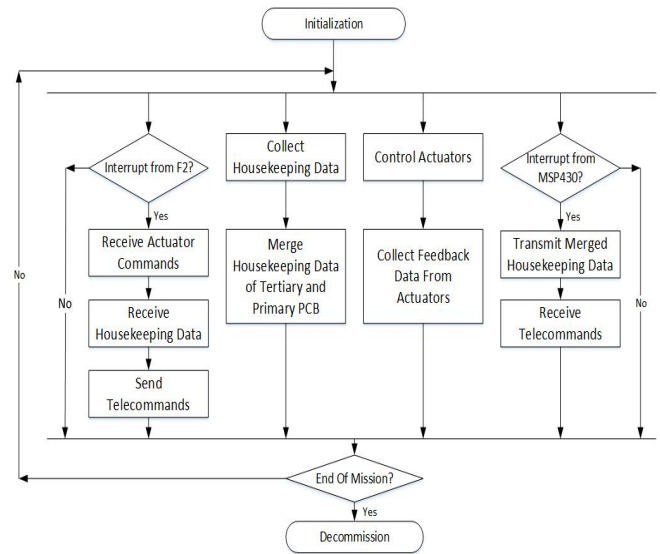 Initialization
Interrupt from F2?
Yes
Receive Actuator
Commands
Receive
Housekeeping Data
Send
Telecommands
No
No
Collect
Housekeeping Data
Merge
Housekeeping Data
of Tertiary and
Primary PCB
Control Actuators
Collect Feedback
Data From
Actuators
Interrupt from
MSP430?
Yes
Transmit Merged
Housekeeping Data
Receive
Telecommands
No
End Of Mission?
Yes
Decommission